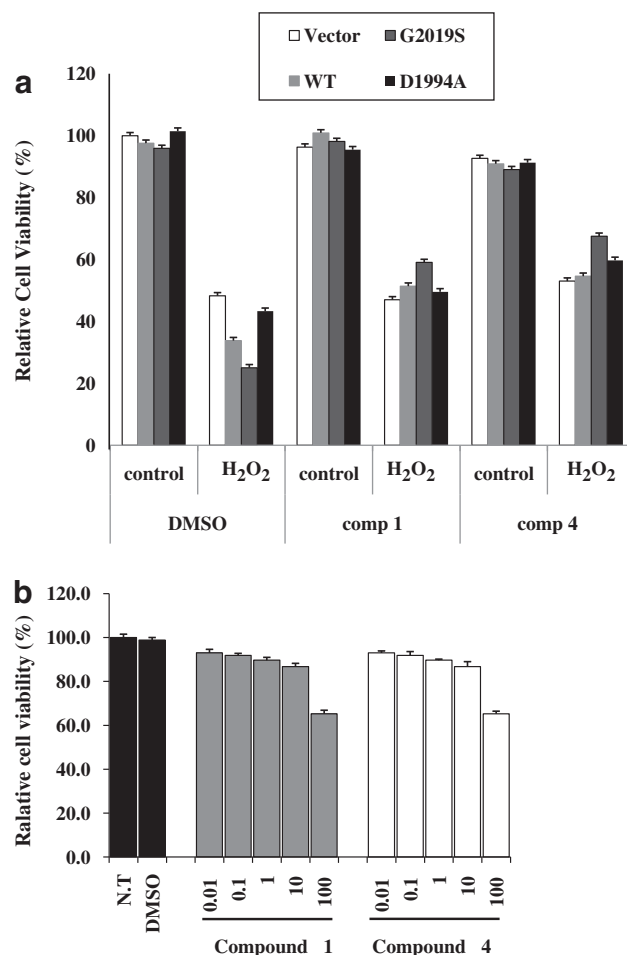 Vector G2019S
WT D1994A
a
Relative Cell Viability (%)
120
100
80
60
40
20
0
control H2O2 control H2O2 control H2O2
DMSO comp 1 comp 4
b
Ralative cell viability (%)
120.0
100.0
80.0
60.0
40.0
20.0
0.0
N.T DMSO 0.01 0.1 1 10 100 0.01 0.1 1 10 100
Compound 1 Compound 4